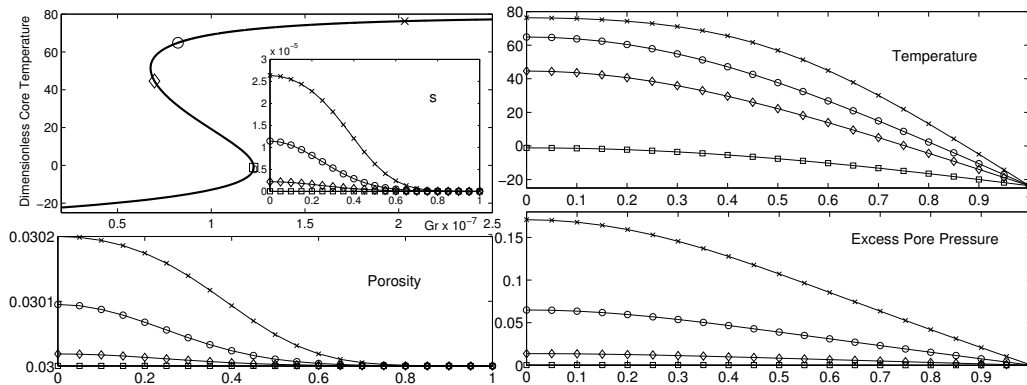 80
60
40
20
0
−20
Dimensionless Core Temperature
x 10⁻⁵
3
2.5
2
1.5
1
0.5
0
0 0.2 0.4 0.6 0.8 1
s
0.5 1 1.5 Gr x 10⁻⁷ 2.5
80
60
40
20
0
−20
Temperature
0 0.1 0.2 0.3 0.4 0.5 0.6 0.7 0.8 0.9
0.0302
0.0301
0.03
Porosity
0 0.2 0.4 0.6 0.8 1
0.15
0.1
0.05
0
Excess Pore Pressure
0 0.1 0.2 0.3 0.4 0.5 0.6 0.7 0.8 0.9